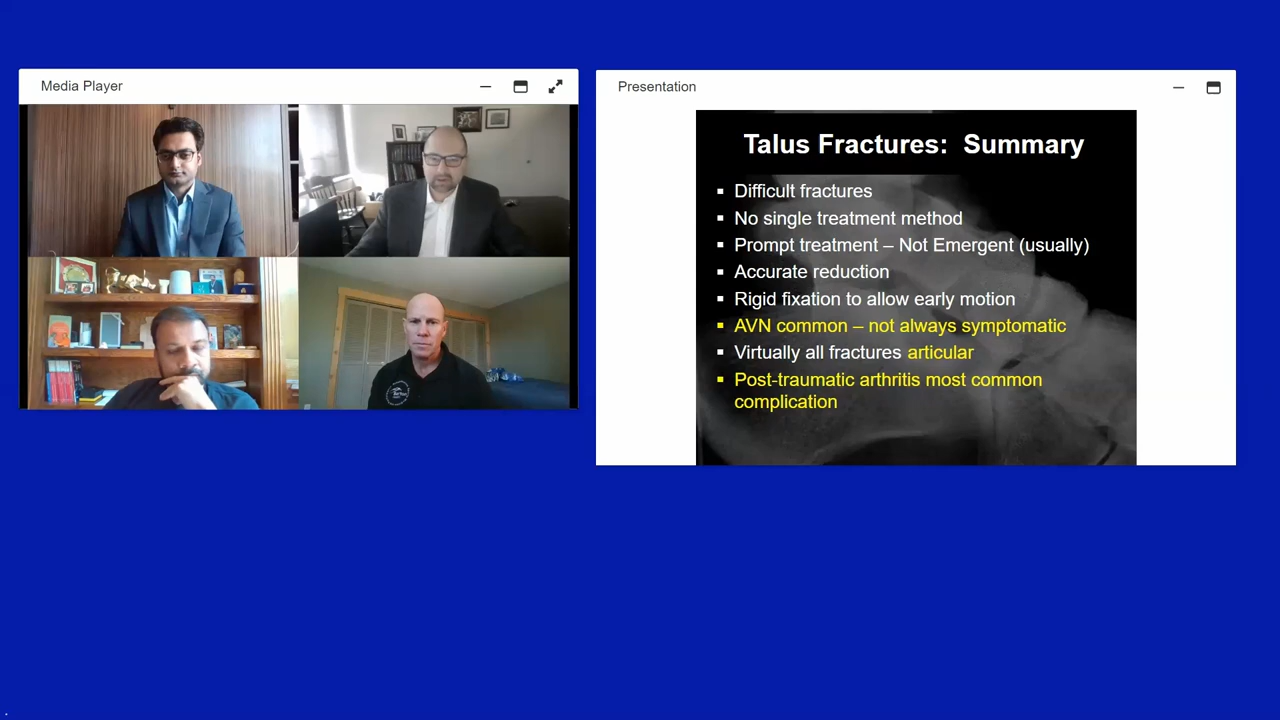 Media Player
Presentation
Talus Fractures: Summary
Difficult fractures
No single treatment method
Prompt treatment – Not Emergent (usually)
Accurate reduction
Rigid fixation to allow early motion
AVN common – not always symptomatic
Virtually all fractures articular
Post-traumatic arthritis most common
complication